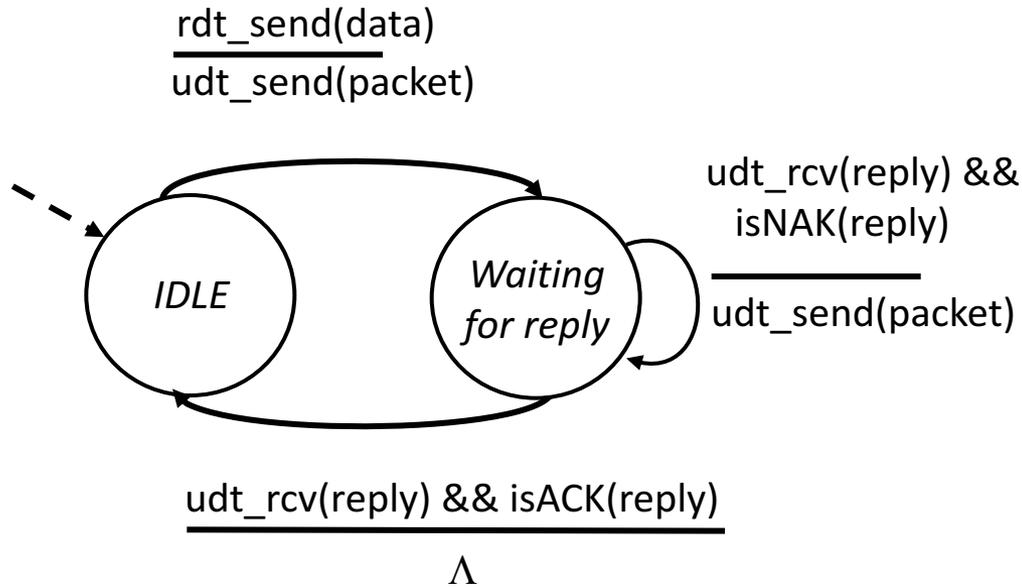 rdt_send(data)
udt_send(packet)
udt_rcv(reply) &&
isNAK(reply)
udt_send(packet)
IDLE
Waiting
for reply
udt_rcv(reply) && isACK(reply)
Λ